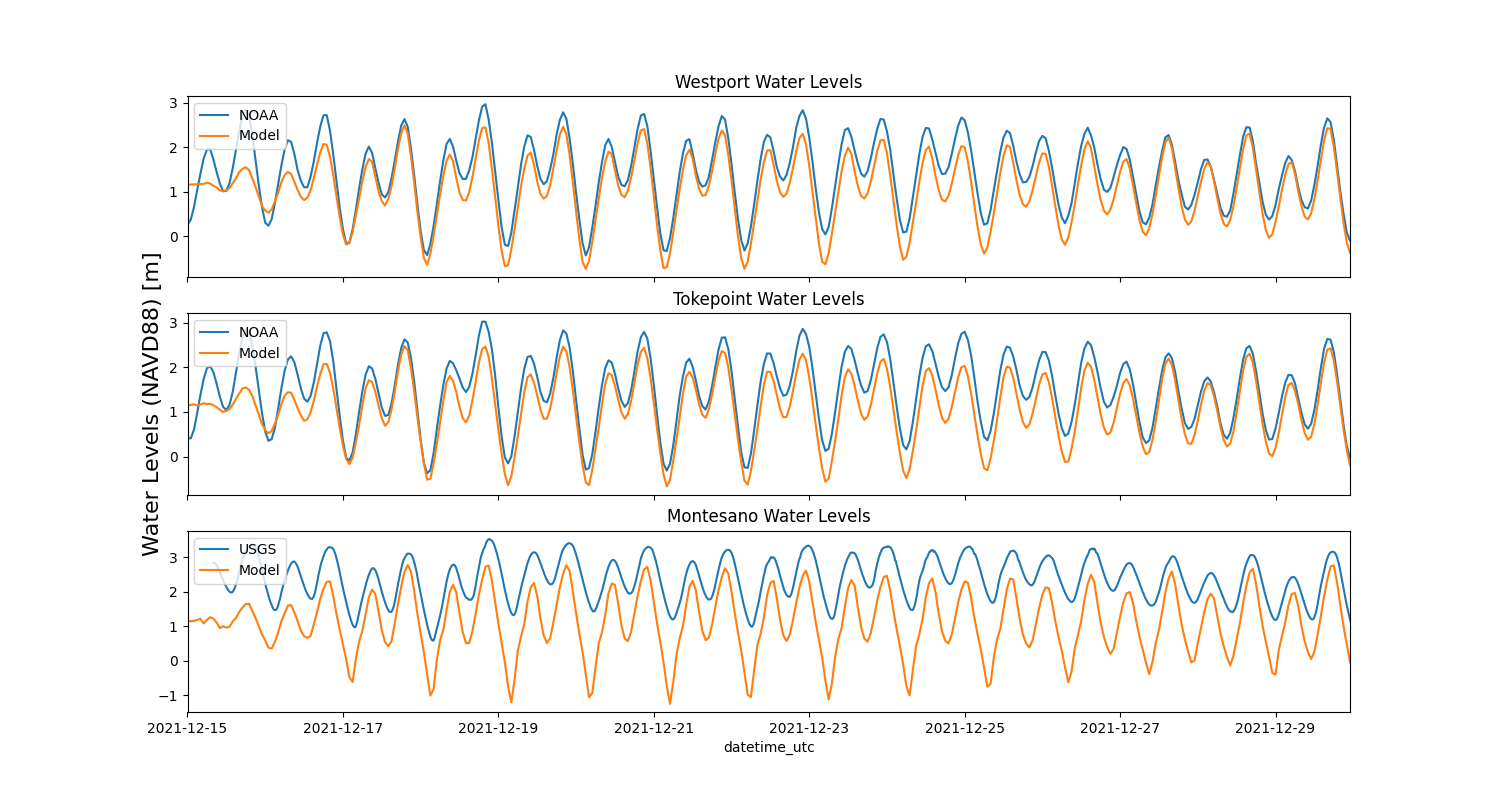 Westport Water Levels
3
2
1
0
NOAA
Model
Water Levels (NAVD88) [m]
Tokepoint Water Levels
3
2
1
0
NOAA
Model
Montesano Water Levels
3
2
1
0
−1
USGS
Model
2021-12-15 2021-12-17 2021-12-19 2021-12-21 2021-12-23 2021-12-25 2021-12-27 2021-12-29
datetime_utc